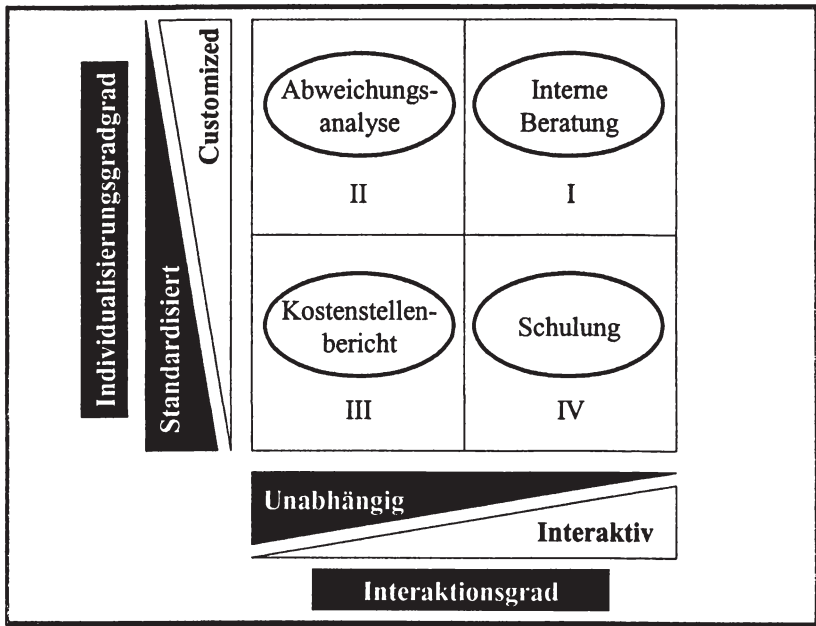 Individualisierungsgradgrad
Customized
Standardisiert
Abweichungs-
analyse
II
Interne
Beratung
I
Kostenstellen-
bericht
III
Schulung
IV
Unabhängig
Interaktiv
Interaktionsgrad